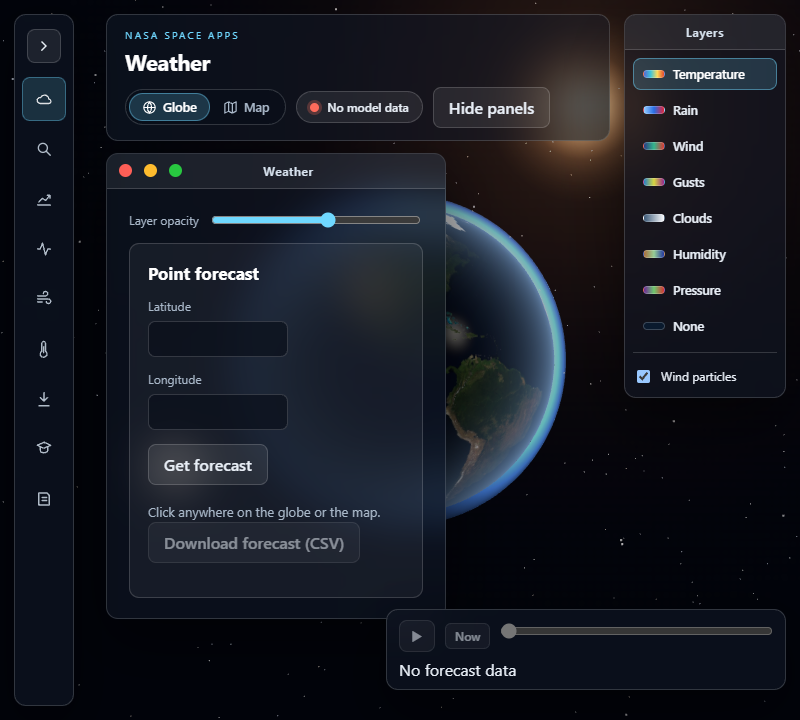 NASA SPACE APPS
Weather
Globe
Map
No model data
Hide panels
Layers
Temperature
Rain
Wind
Gusts
Clouds
Humidity
Pressure
None
Wind particles
Weather
Layer opacity
Point forecast
Latitude
Longitude
Get forecast
Click anywhere on the globe or the map.
Download forecast (CSV)
Now
No forecast data